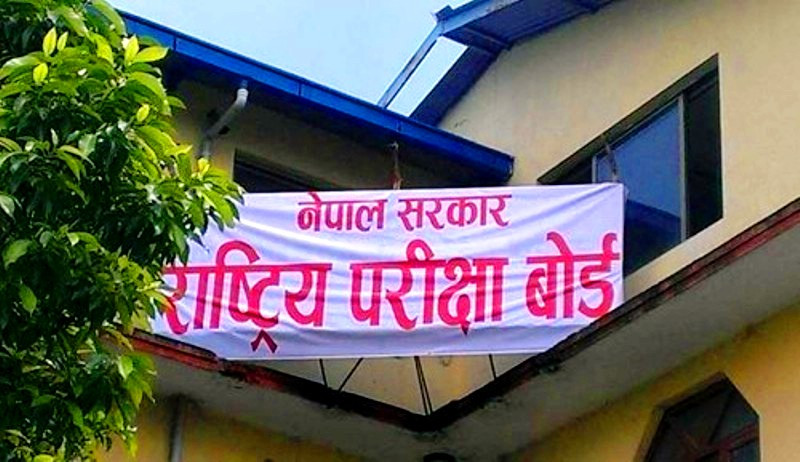 नेपाल सरकार
राष्ट्रिय परीक्षा बोर्ड